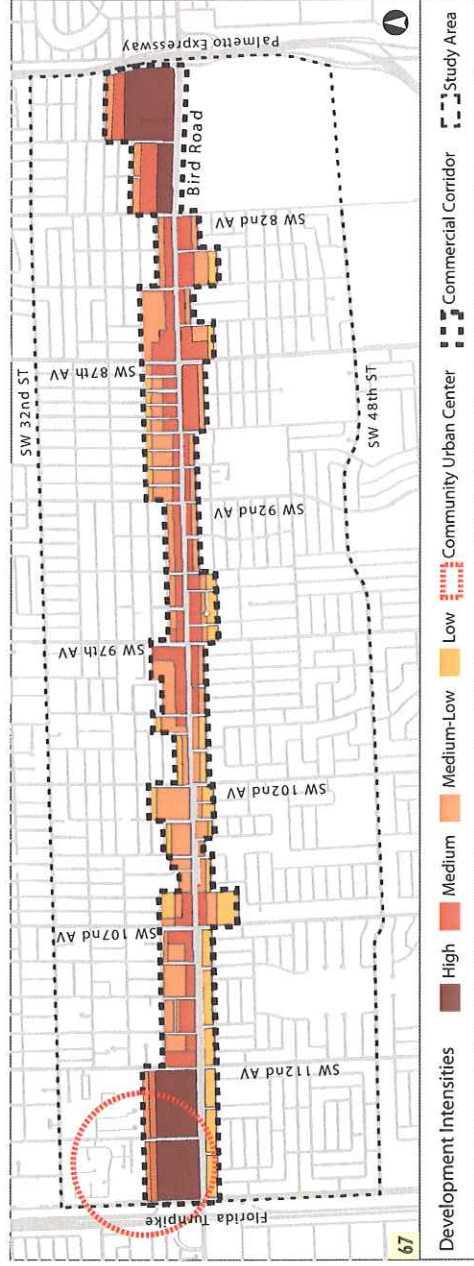 SW 32nd ST
Palmetto Expressway
SW 87th AV
SW 97th AV
SW 107th AV
Bird Road
SW 82nd AV
SW 92nd AV
SW 102nd AV
SW 112nd AV
SW 48th ST
Florida Turnpike
67
Development Intensities
High
Medium
Medium-Low
Low
Community Urban Center
Commercial Corridor
Study Area